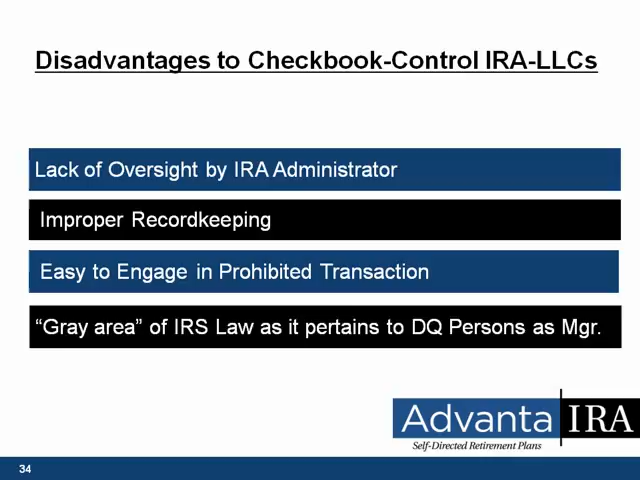 Disadvantages to Checkbook-Control IRA-LLCs
Lack of Oversight by IRA Administrator
Improper Recordkeeping
Easy to Engage in Prohibited Transaction
“Gray area” of IRS Law as it pertains to DQ Persons as Mgr.
Advanta IRA
Self-Directed Retirement Plans
34